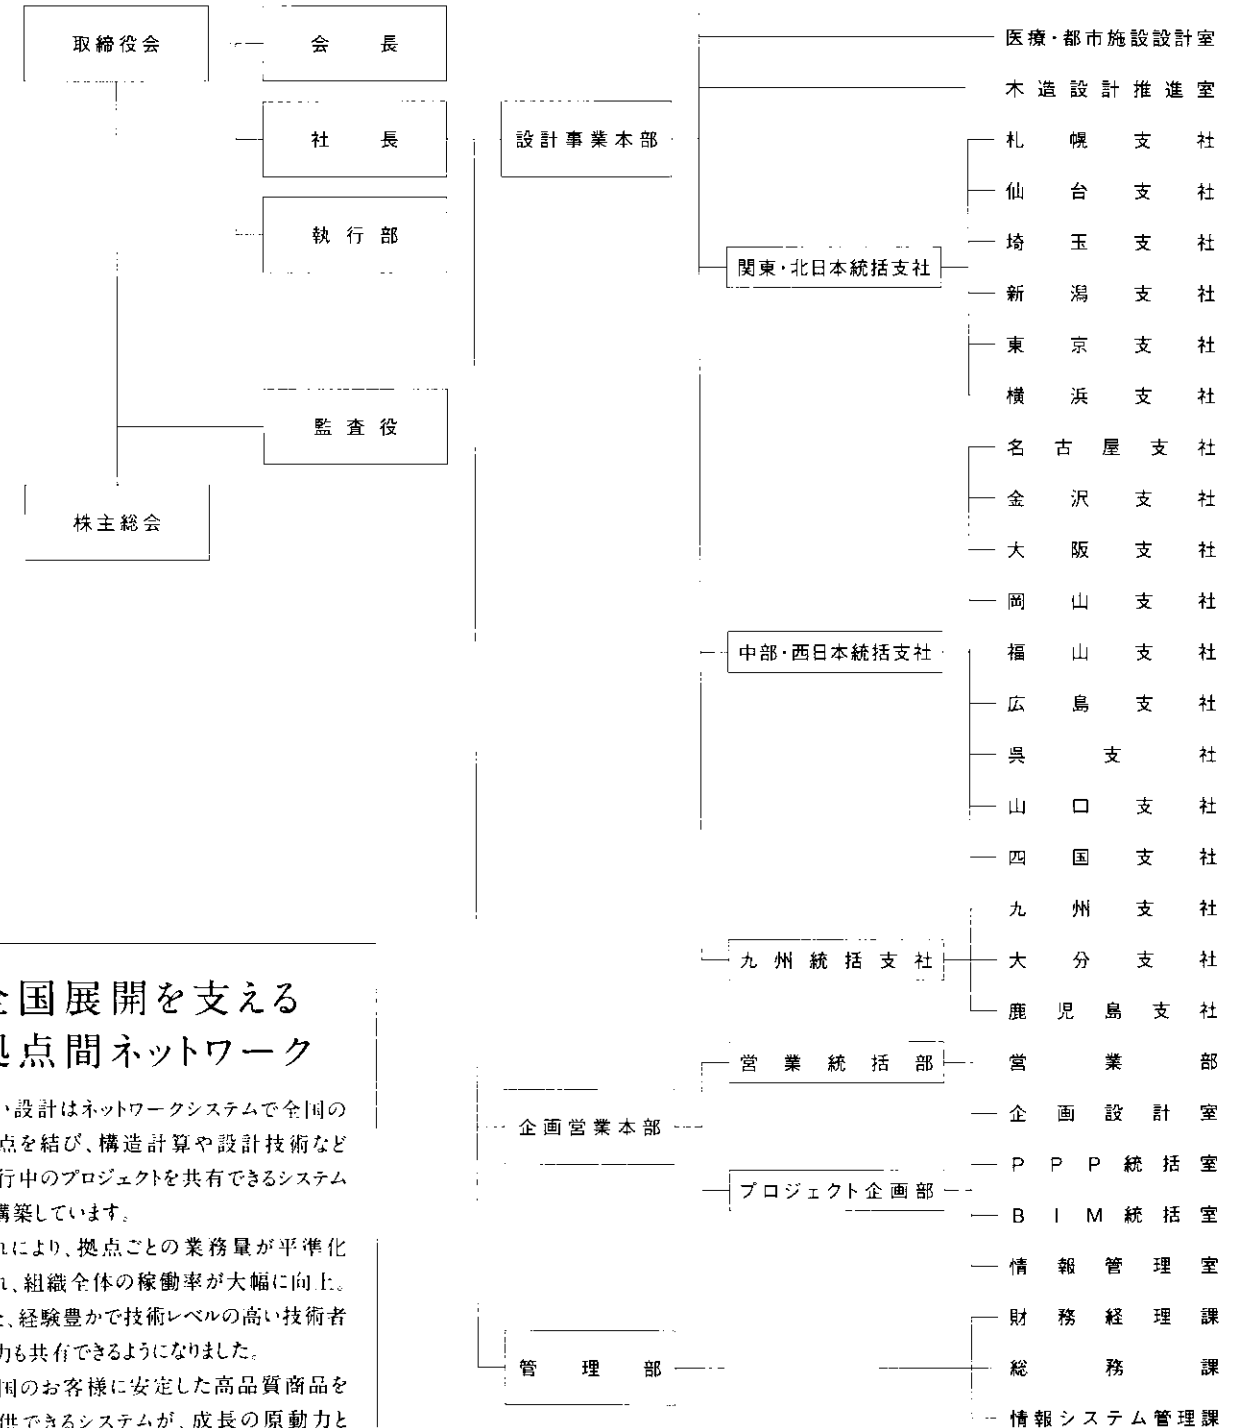 取締役会
会長
社長
執行部
監査役
株主総会
設計事業本部
医療・都市施設設計室
木造設計推進室
関東・北日本統括支社
札幌支社
仙台支社
埼玉支社
新潟支社
東京支社
横浜支社
中部・西日本統括支社
名古屋支社
金沢支社
大阪支社
岡山支社
福山支社
広島支社
呉支社
山口支社
四国支社
九州統括支社
九州支社
大分支社
鹿児島支社
企画営業本部
営業統括部
営業部
プロジェクト企画部
企画設計室
PPP統括室
BIM統括室
情報管理室
管理部
財務経理課
総務課
情報システム管理課
国展開を支える
点間ネットワーク
設計はネットワークシステムで全国の
点を結び、構造計算や設計技術など
行中のプロジェクトを共有できるシステム
構築しています。
れにより、拠点ごとの業務量が平準化
れ、組織全体の稼働率が大幅に向上。
、経験豊かで技術レベルの高い技術者
力も共有できるようになりました。
国のお客様に安定した高品質商品を
供できるシステムが、成長の原動力と